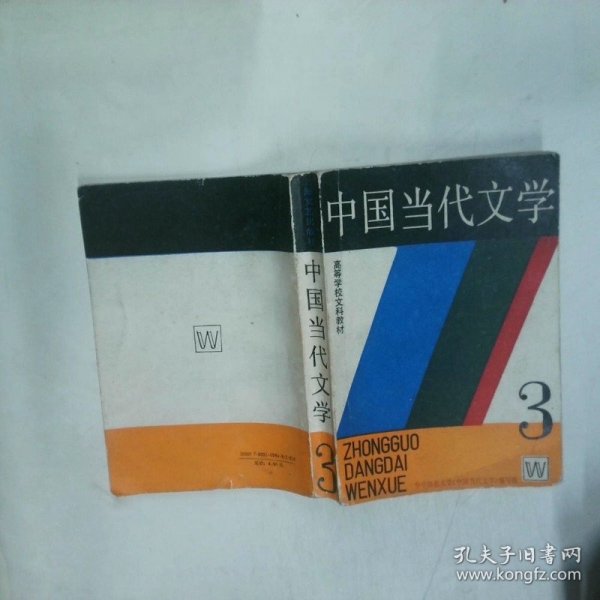 中国当代文学
高等学校文科教材
3
ZHONGGUO
DANGDAI
WENXUE
W
中国当代文学
3
W
孔夫子旧书网
www.kongfz.com